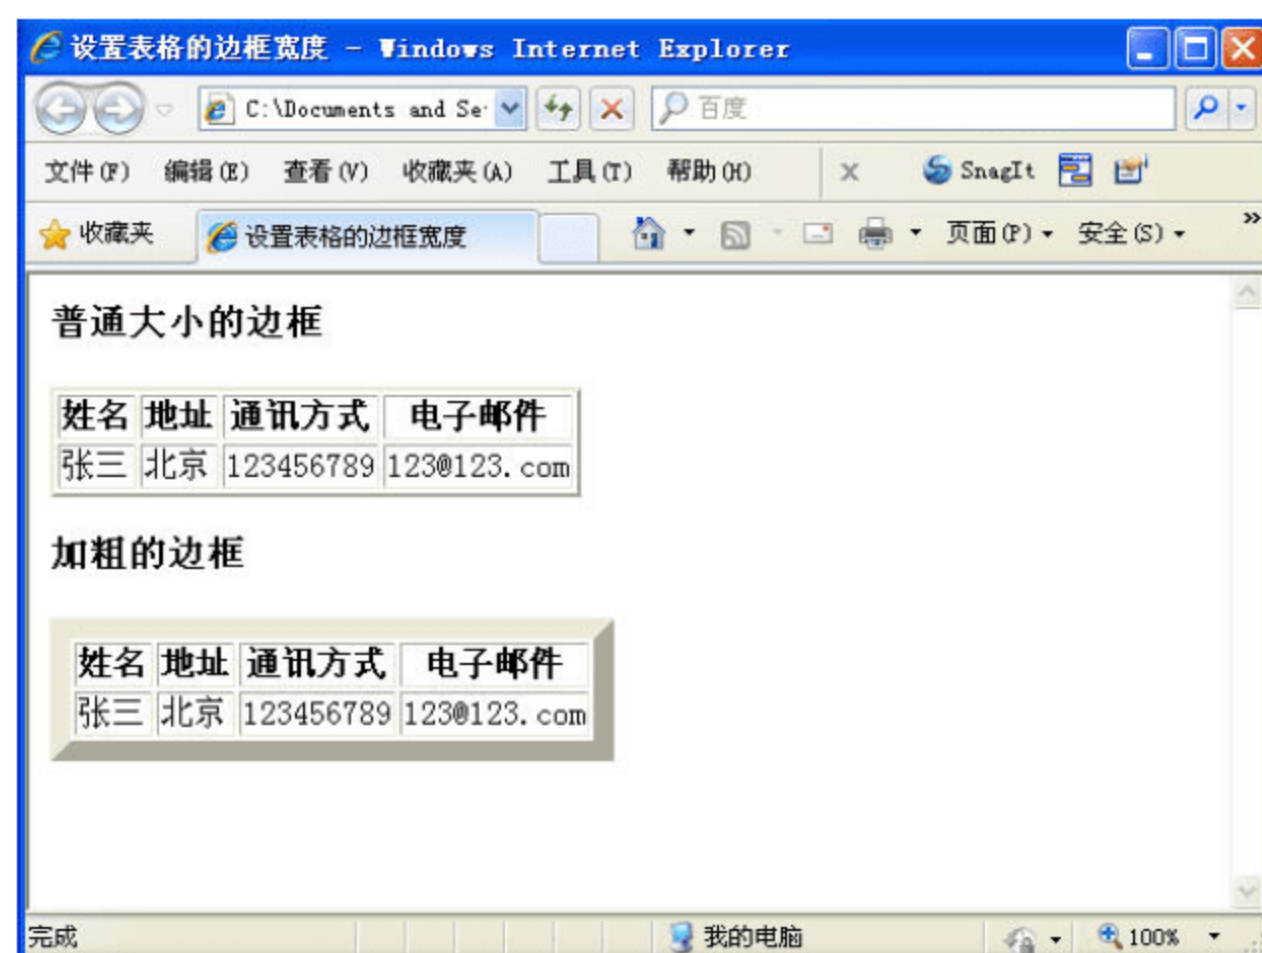 设置表格的边框宽度 - Windows Internet Explorer
C:\Documents and Se 百度
文件(F) 编辑(E) 查看(V) 收藏夹(A) 工具(T) 帮助(H) x SnagIt
收藏夹 设置表格的边框宽度 页面(P) 安全(S) »
普通大小的边框
姓名 地址 通讯方式 电子邮件
张三 北京 123456789 123@123.com
加粗的边框
姓名 地址 通讯方式 电子邮件
张三 北京 123456789 123@123.com
完成 我的电脑 100%